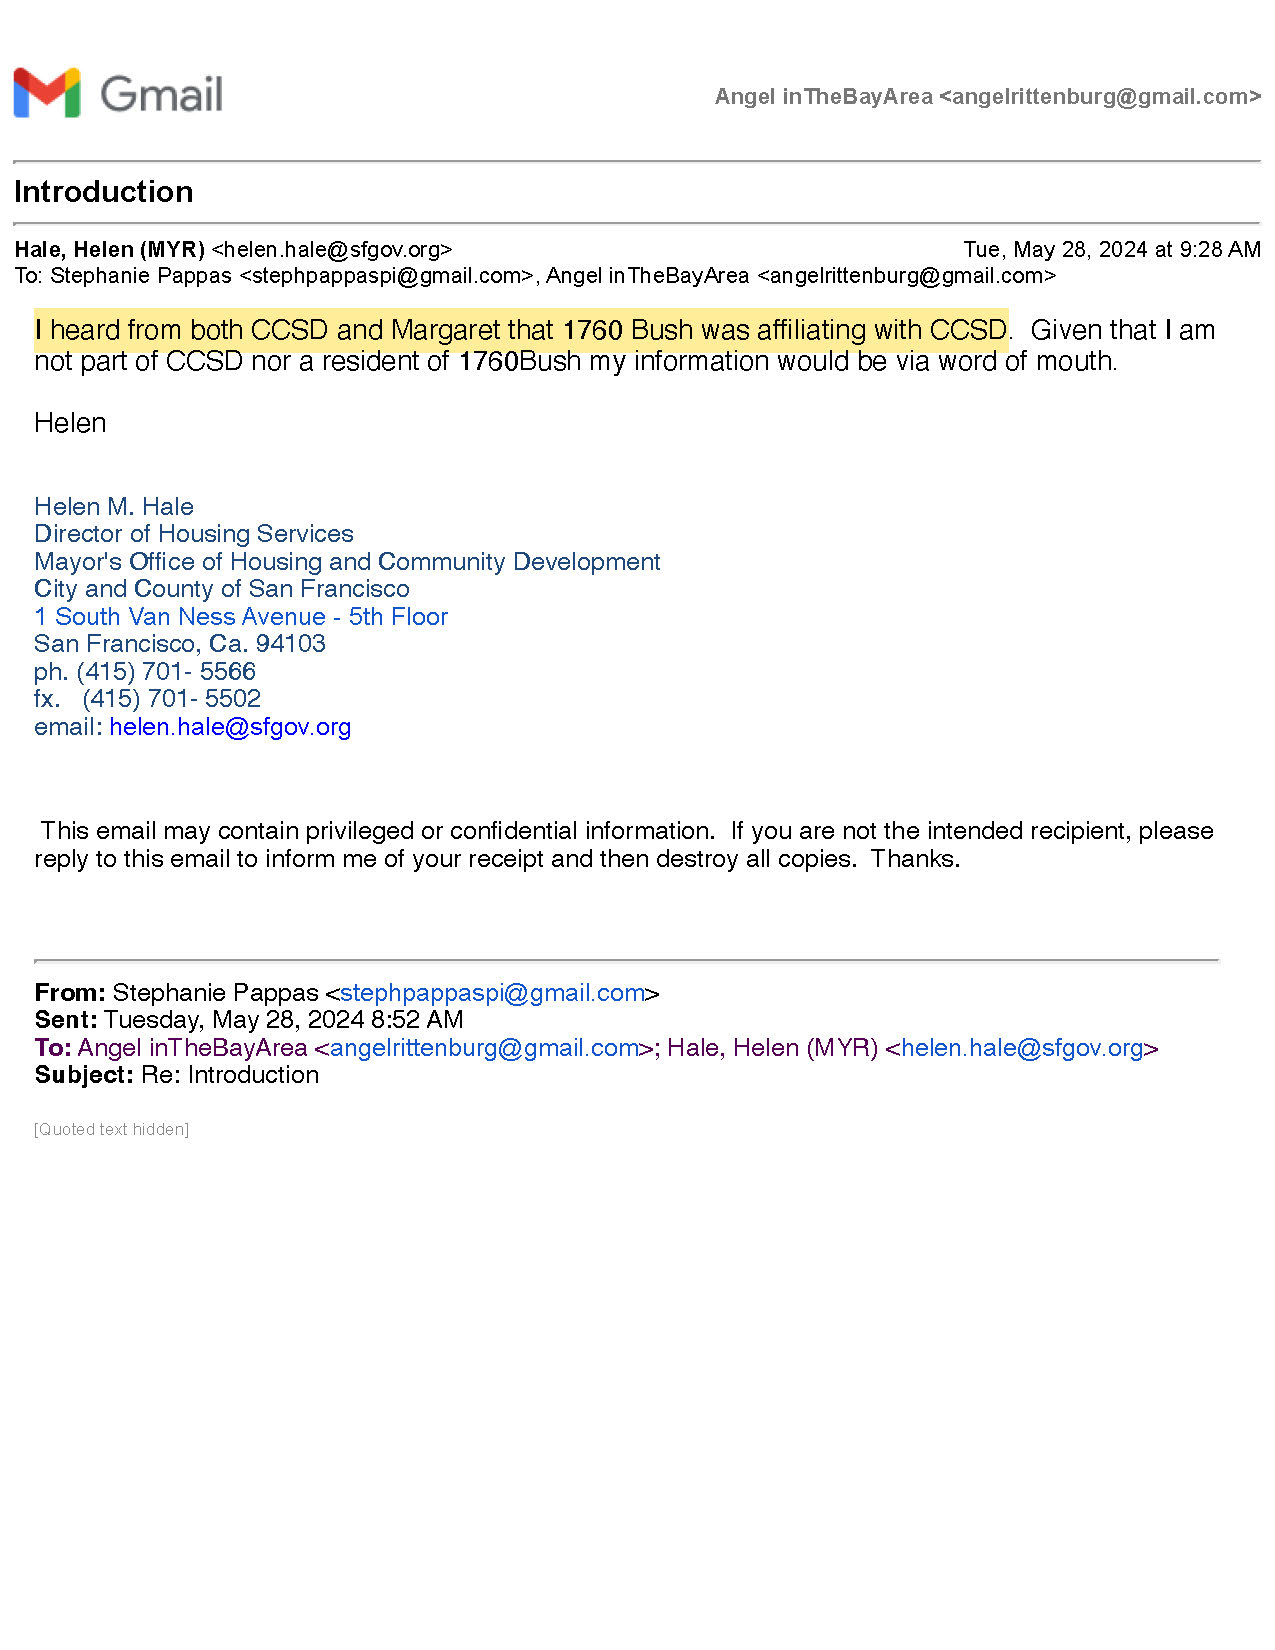 Gmail
Angel inTheBayArea <angelrittenburg@gmail.com>
Introduction
Hale, Helen (MYR) <helen.hale@sfgov.org> Tue, May 28, 2024 at 9:28 AM
To: Stephanie Pappas <stephpappaspi@gmail.com>, Angel inTheBayArea <angelrittenburg@gmail.com>
I heard from both CCSD and Margaret that 1760 Bush was affiliating with CCSD.  Given that I am
not part of CCSD nor a resident of 1760Bush my information would be via word of mouth.
Helen
Helen M. Hale
Director of Housing Services
Mayor's Office of Housing and Community Development
City and County of San Francisco
1 South Van Ness Avenue - 5th Floor
San Francisco, Ca. 94103
ph. (415) 701- 5566
fx.   (415) 701- 5502
email: helen.hale@sfgov.org
This email may contain privileged or confidential information.  If you are not the intended recipient, please
reply to this email to inform me of your receipt and then destroy all copies.  Thanks.
From: Stephanie Pappas <stephpappaspi@gmail.com>
Sent: Tuesday, May 28, 2024 8:52 AM
To: Angel inTheBayArea <angelrittenburg@gmail.com>; Hale, Helen (MYR) <helen.hale@sfgov.org>
Subject: Re: Introduction
[Quoted text hidden]